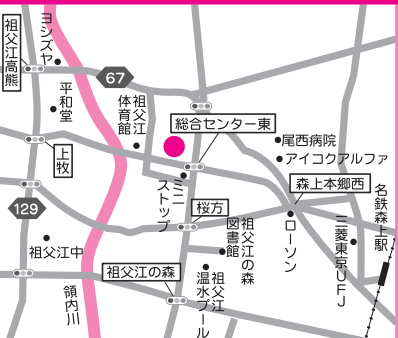 祖父江高熊
ヨシズヤ
67
平和堂
祖父江
体育館
総合センター東
尾西病院
アイコクアルファ
上牧
ミニ
ストップ
森上本郷西
名鉄森上駅
129
桜方
祖父江の森
図書館
ローソン
三菱東京UFJ
祖父江中
祖父江の森
領内川
祖父江
温水プール